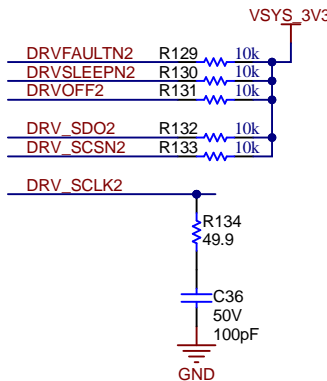 VSYS_3V3
DRVFAULTN2 R129 10k
DRVSLEEPN2 R130 10k
DRVOFF2 R131 10k
DRV_SDO2 R132 10k
DRV_SCSN2 R133 10k
DRV_SCLK2
R134
49.9
C36
50V
100pF
GND